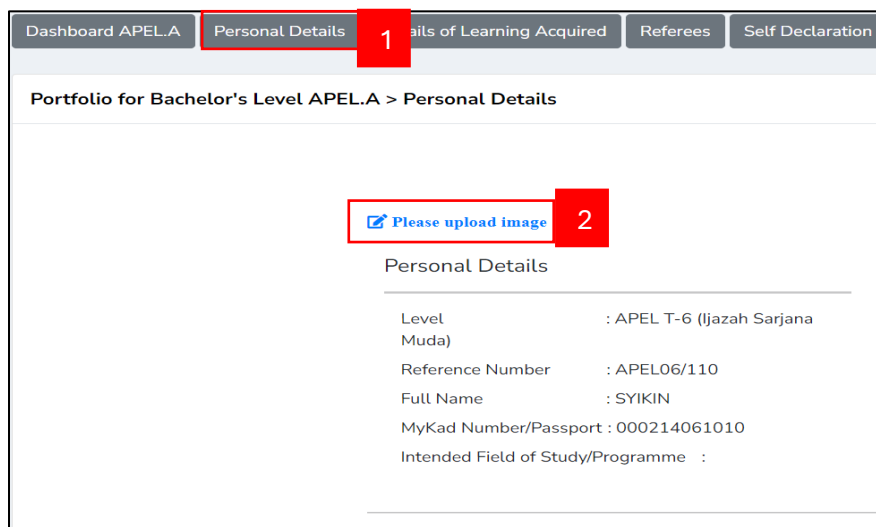 Dashboard APEL.A Personal Details 1 ails of Learning Acquired Referees Self Declaration
Portfolio for Bachelor's Level APEL.A > Personal Details
Please upload image 2
Personal Details
Level : APEL T-6 (Ijazah Sarjana
Muda)
Reference Number : APEL06/110
Full Name : SYIKIN
MyKad Number/Passport : 000214061010
Intended Field of Study/Programme :